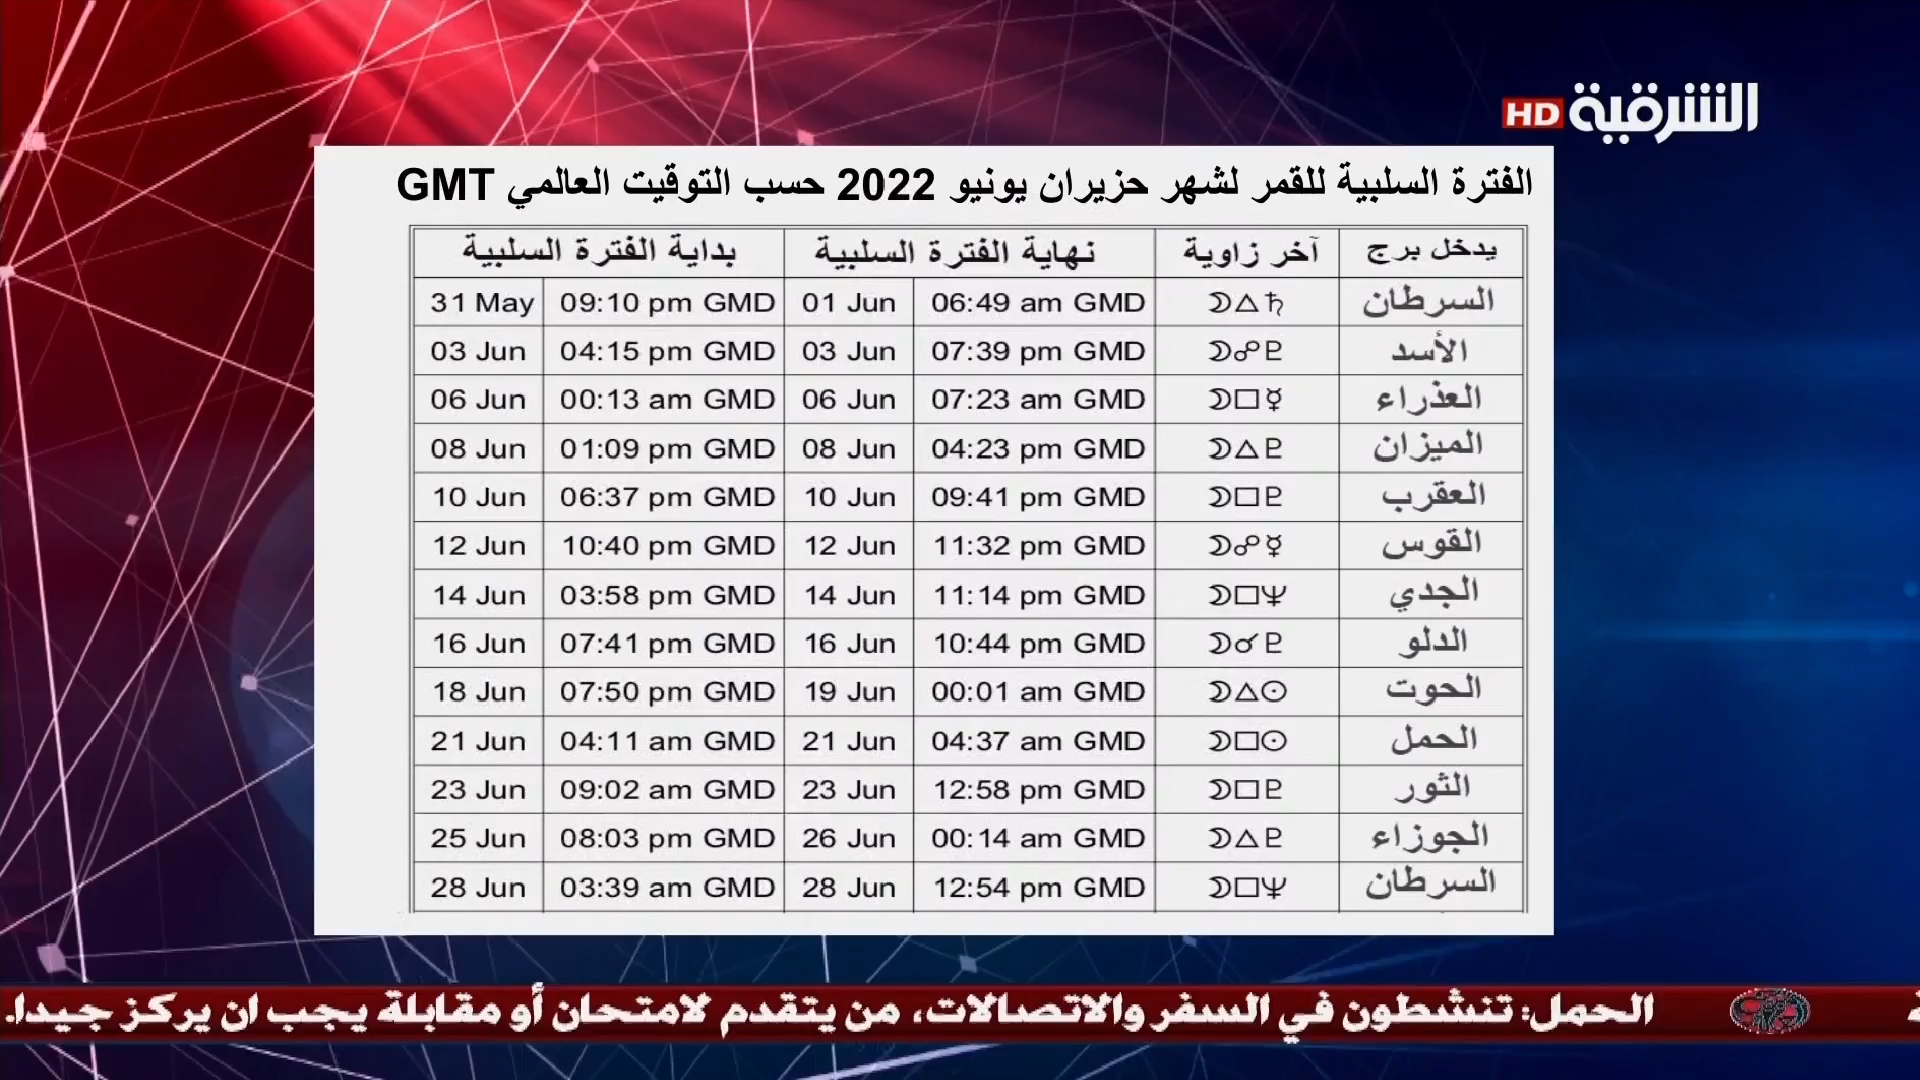 الشرقية HD
الفترة السلبية للقمر لشهر حزيران يونيو 2022 حسب التوقيت العالمي GMT
يدخل برج آخر زاوية نهاية الفترة السلبية بداية الفترة السلبية
31 May 09:10 pm GMD 01 Jun 06:49 am GMD ☽△♄ السرطان
03 Jun 04:15 pm GMD 03 Jun 07:39 pm GMD ☽☍♇ الأسد
06 Jun 00:13 am GMD 06 Jun 07:23 am GMD ☽□☿ العذراء
08 Jun 01:09 pm GMD 08 Jun 04:23 pm GMD ☽△♇ الميزان
10 Jun 06:37 pm GMD 10 Jun 09:41 pm GMD ☽□♇ العقرب
12 Jun 10:40 pm GMD 12 Jun 11:32 pm GMD ☽☍☿ القوس
14 Jun 03:58 pm GMD 14 Jun 11:14 pm GMD ☽□♆ الجدي
16 Jun 07:41 pm GMD 16 Jun 10:44 pm GMD ☽☌♇ الدلو
18 Jun 07:50 pm GMD 19 Jun 00:01 am GMD ☽△☉ الحوت
21 Jun 04:11 am GMD 21 Jun 04:37 am GMD ☽□☉ الحمل
23 Jun 09:02 am GMD 23 Jun 12:58 pm GMD ☽□♇ الثور
25 Jun 08:03 pm GMD 26 Jun 00:14 am GMD ☽△♇ الجوزاء
28 Jun 03:39 am GMD 28 Jun 12:54 pm GMD ☽□♆ السرطان
الحمل: تنشطون في السفر والاتصالات، من يتقدم لامتحان أو مقابلة يجب ان يركز جيدا.